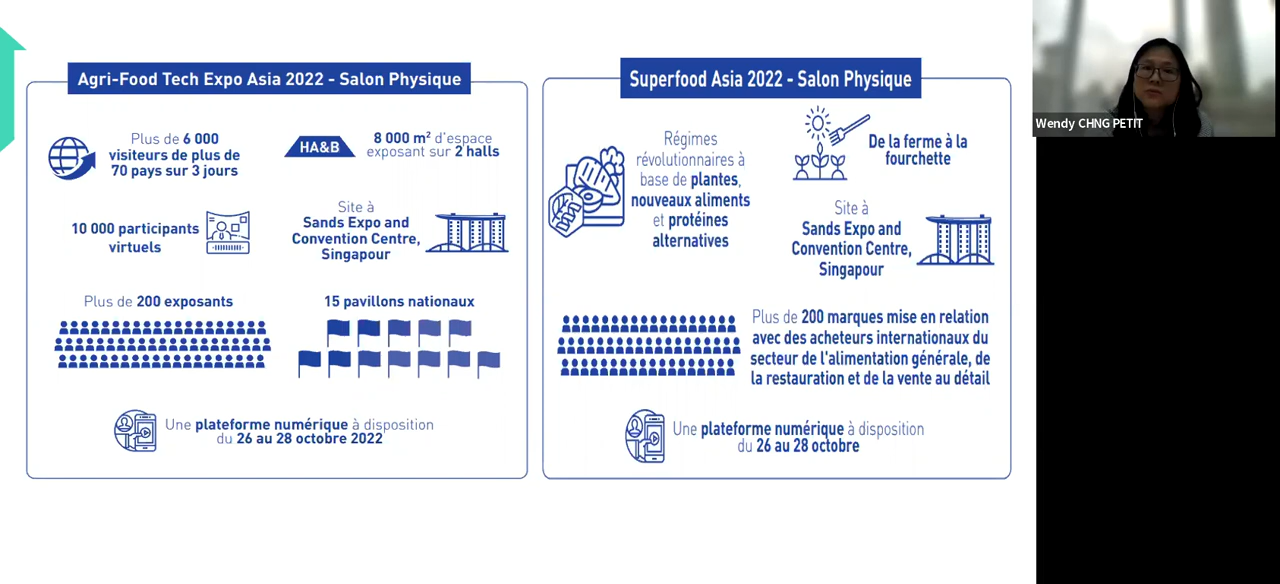 Agri-Food Tech Expo Asia 2022 - Salon Physique
Plus de 6 000
visiteurs de plus de
70 pays sur 3 jours
HA&B
8 000 m² d'espace
exposant sur 2 halls
10 000 participants
virtuels
Site à
Sands Expo and
Convention Centre,
Singapour
Plus de 200 exposants
15 pavillons nationaux
Une plateforme numérique à disposition
du 26 au 28 octobre 2022
Superfood Asia 2022 - Salon Physique
Régimes
révolutionnaires à
base de plantes,
nouveaux aliments
et protéines
alternatives
De la ferme à la
fourchette
Site à
Sands Expo and
Convention Centre,
Singapour
Plus de 200 marques mise en relation
avec des acheteurs internationaux du
secteur de l'alimentation générale, de
la restauration et de la vente au détail
Une plateforme numérique à disposition
du 26 au 28 octobre
Wendy CHNG PETIT